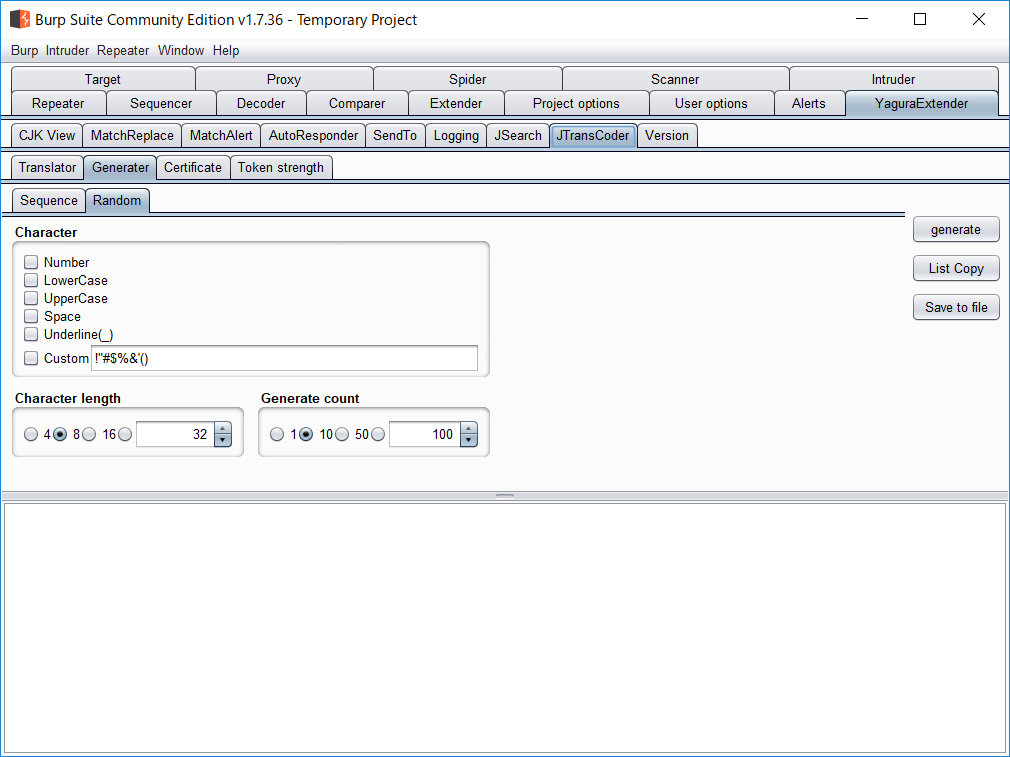 Burp Suite Community Edition v1.7.36 - Temporary Project
Burp Intruder Repeater Window Help
Target Proxy Spider Scanner Intruder
Repeater Sequencer Decoder Comparer Extender Project options User options Alerts YaguraExtender
CJK View MatchReplace MatchAlert AutoResponder SendTo Logging JSearch JTransCoder Version
Translator Generater Certificate Token strength
Sequence Random
Character
Number
LowerCase
UpperCase
Space
Underline(_)
Custom !"#$%&'()
Character length
4 8 16 32
Generate count
1 10 50 100
generate
List Copy
Save to file